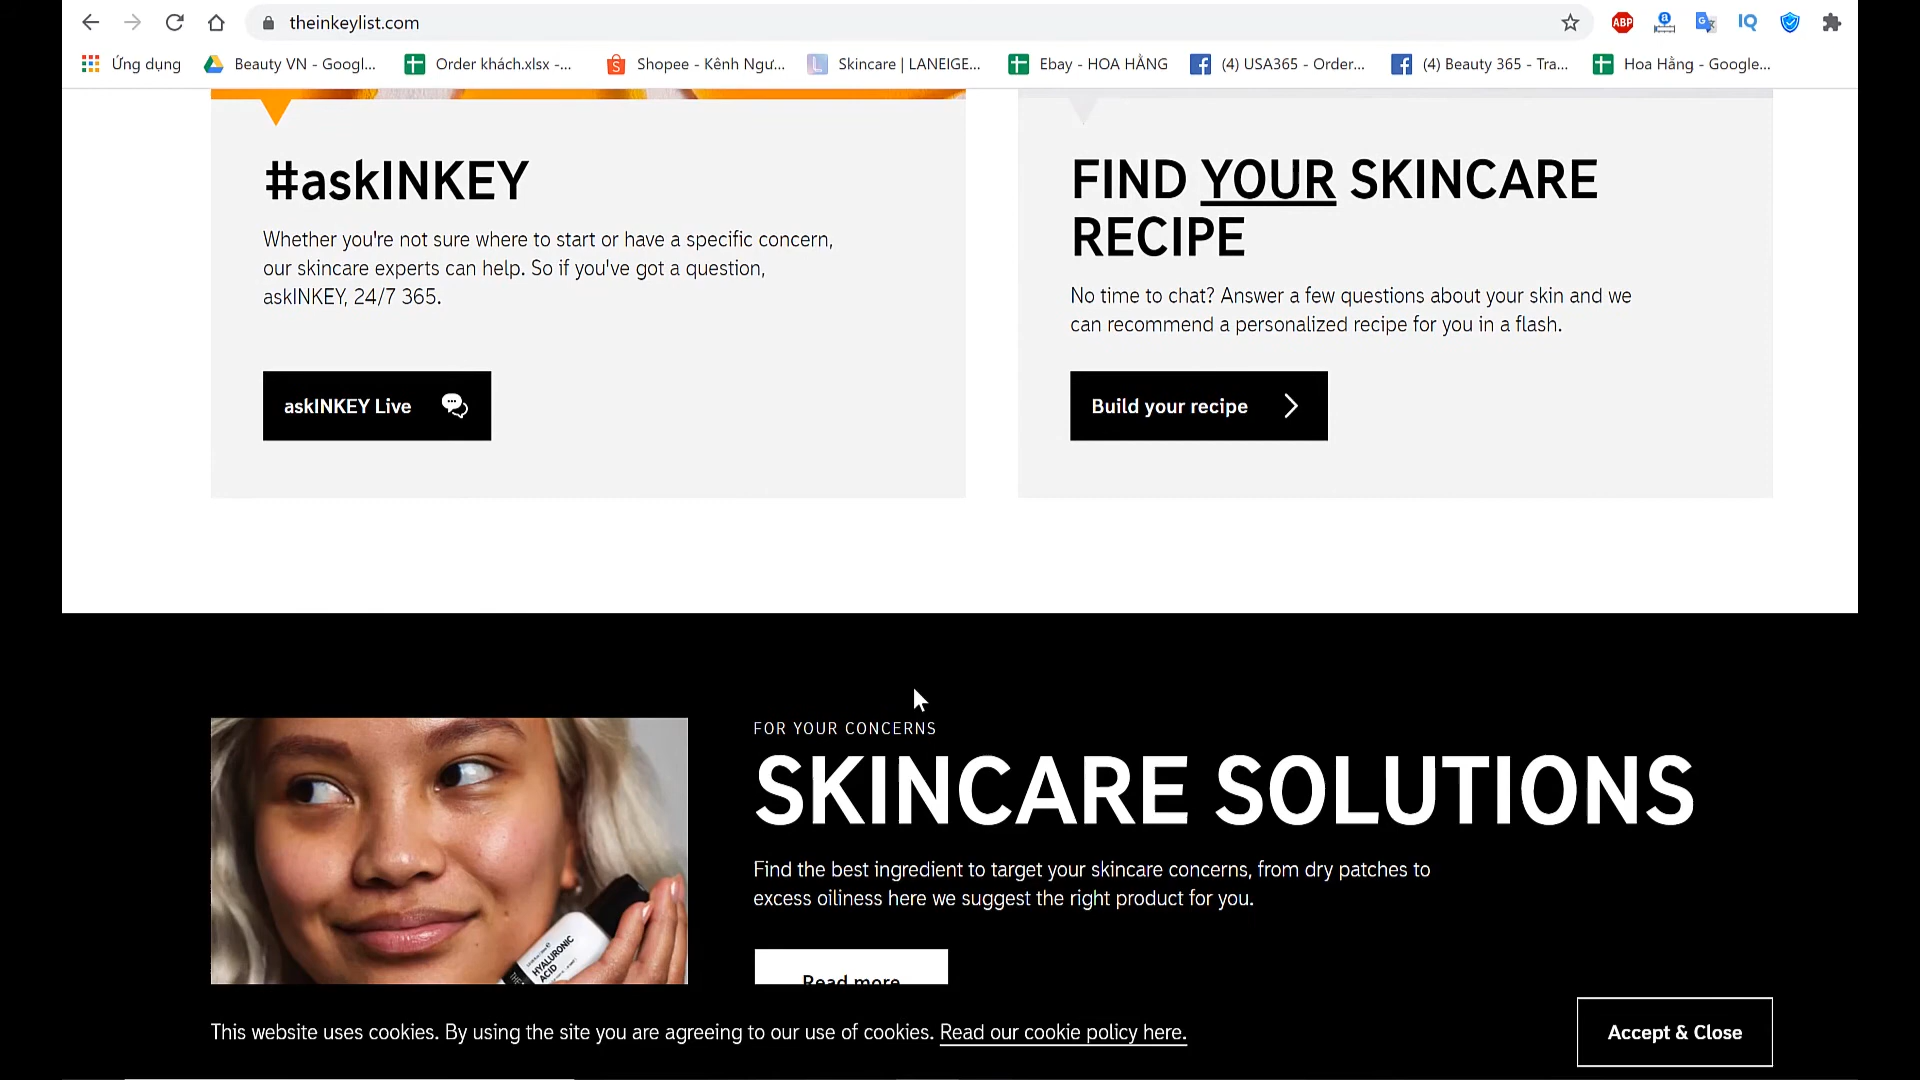 theinkeylist.com
ABP
IQ
Ứng dụng
Beauty VN - Googl...
Order khách.xlsx -...
Shopee - Kênh Ngư...
Skincare | LANEIGE...
Ebay - HOA HẰNG
(4) USA365 - Order...
(4) Beauty 365 - Tra...
Hoa Hằng - Google...
#askINKEY
Whether you're not sure where to start or have a specific concern,
our skincare experts can help. So if you've got a question,
askINKEY, 24/7 365.
askINKEY Live
FIND YOUR SKINCARE
RECIPE
No time to chat? Answer a few questions about your skin and we
can recommend a personalized recipe for you in a flash.
Build your recipe
HYALURONIC
ACID
FOR YOUR CONCERNS
SKINCARE SOLUTIONS
Find the best ingredient to target your skincare concerns, from dry patches to
excess oiliness here we suggest the right product for you.
Read more
This website uses cookies. By using the site you are agreeing to our use of cookies. Read our cookie policy here.
Accept & Close